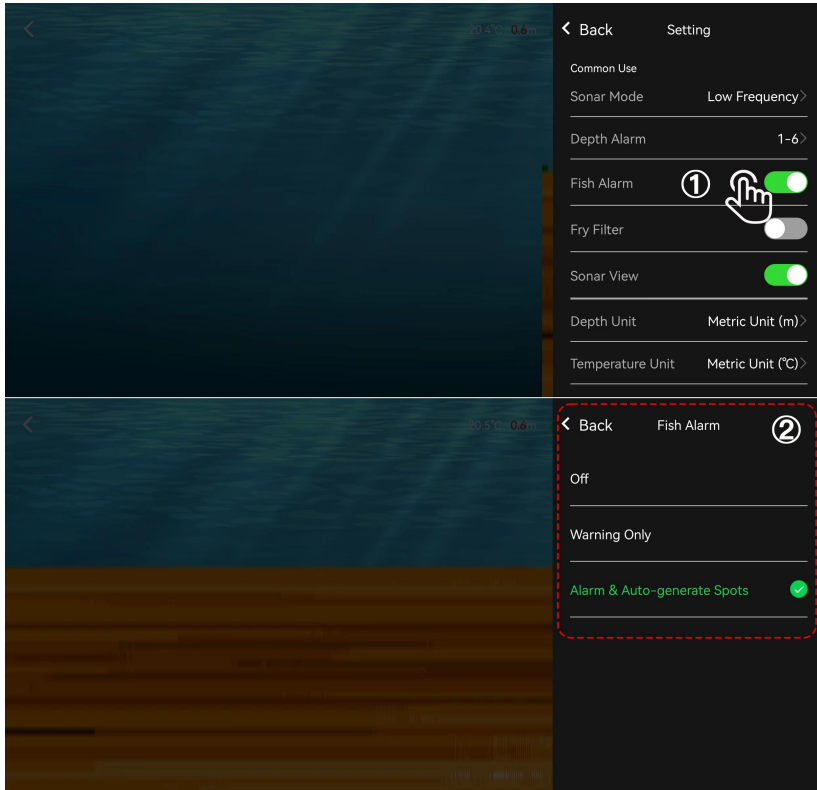 20.4℃ 0.6m
Back Setting
Common Use
Sonar Mode Low Frequency
Depth Alarm 1-6
Fish Alarm ①
Fry Filter
Sonar View
Depth Unit Metric Unit (m)
Temperature Unit Metric Unit (℃)
20.5℃ 0.6m
Back Fish Alarm ②
Off
Warning Only
Alarm & Auto-generate Spots